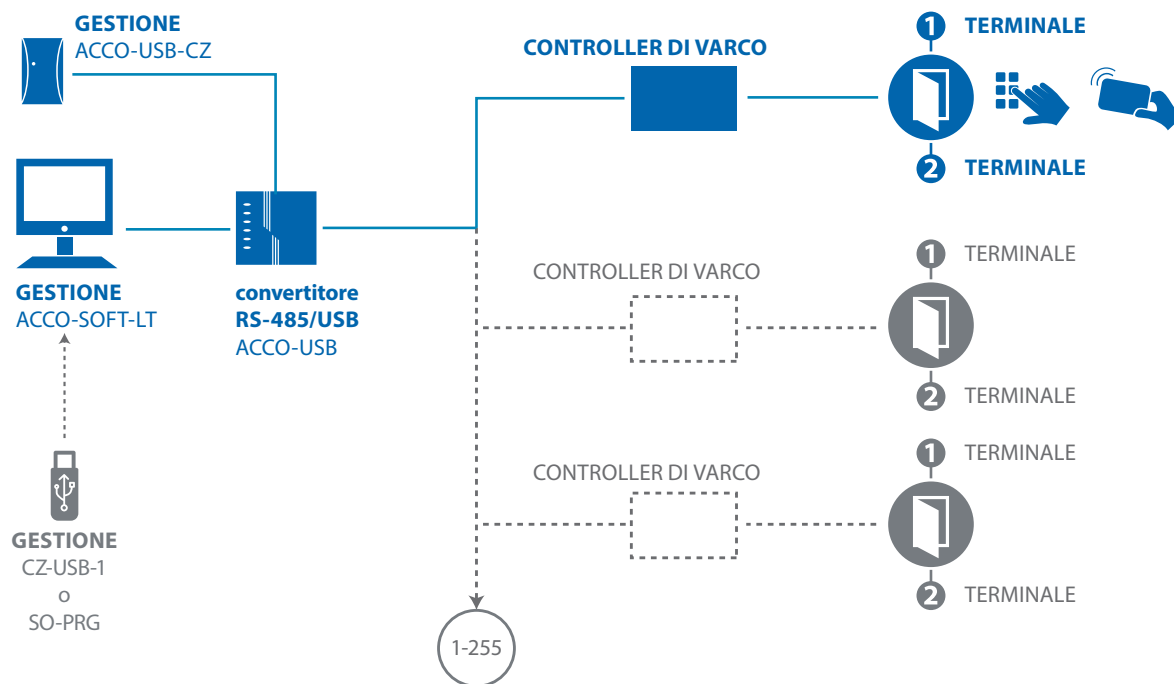 GESTIONE
ACCO-USB-CZ
CONTROLLER DI VARCO
1 TERMINALE
2 TERMINALE
GESTIONE
ACCO-SOFT-LT
convertitore
RS-485/USB
ACCO-USB
CONTROLLER DI VARCO
1 TERMINALE
2 TERMINALE
CONTROLLER DI VARCO
1 TERMINALE
2 TERMINALE
GESTIONE
CZ-USB-1
o
SO-PRG
1-255